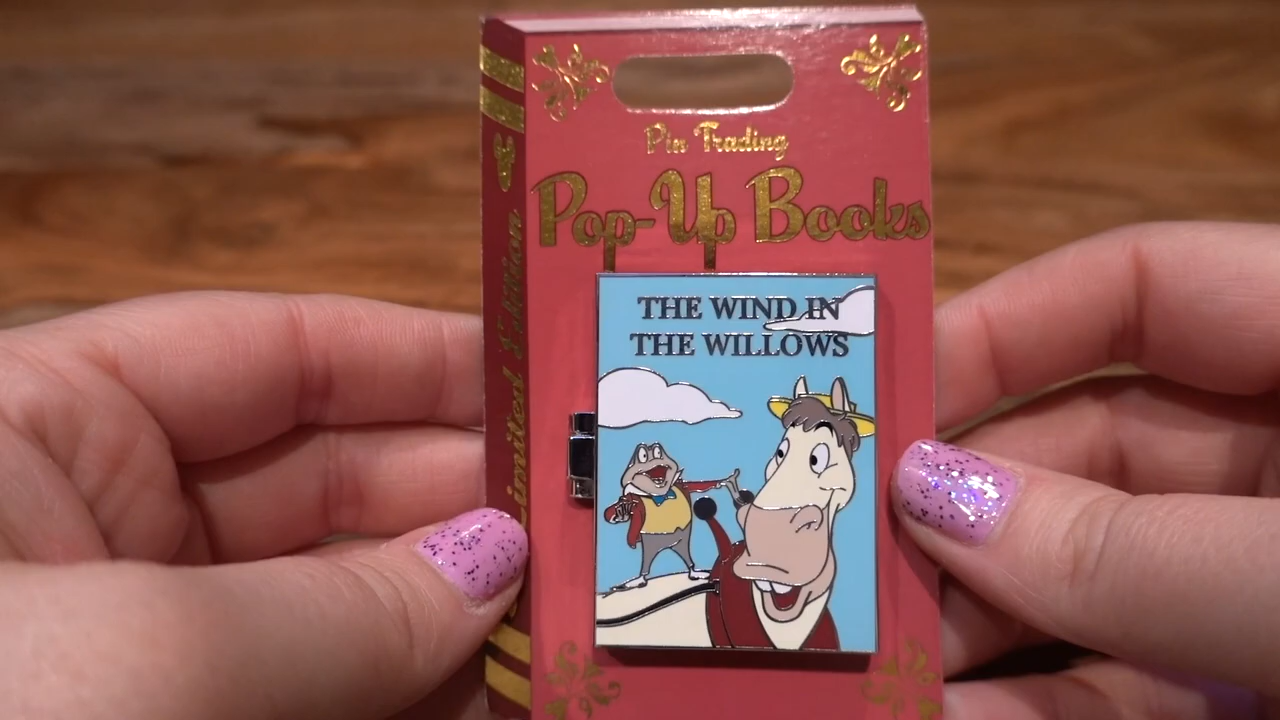 Pin Trading
Pop-Up Books
THE WIND IN
THE WILLOWS
Limited Edition